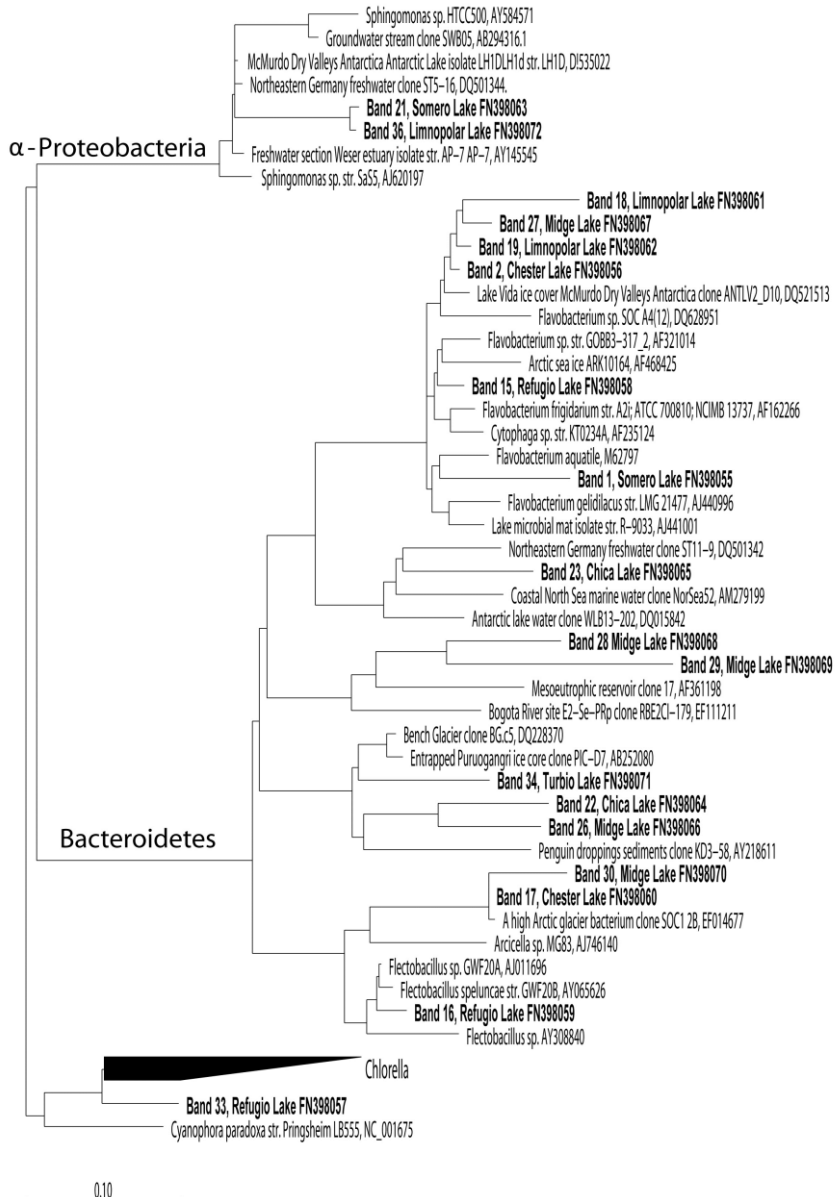 Sphingomonas sp. HTCC500, AY584571
Groundwater stream clone SWB05, AB294316.1
McMurdo Dry Valleys Antarctica Antarctic Lake isolate LH1DLH1d str. LH1D, D!535022
Northeastern Germany freshwater clone ST5-16, DQ501344.
Band 21, Somero Lake FN398063
Band 36, Limnopolar Lake FN398072
α-Proteobacteria
Freshwater section Weser estuary isolate str. AP-7 AP-7, AY145545
Sphingomonas sp. str. SaS5, AJ620197
Band 18, Limnopolar Lake FN398061
Band 27, Midge Lake FN398067
Band 19, Limnopolar Lake FN398062
Band 2, Chester Lake FN398056
Lake Vida ice cover McMurdo Dry Valleys Antarctica clone ANTLV2_D10, DQ521513
Flavobacterium sp. SOC A4(12), DQ628951
Flavobacterium sp. str. GOBB3-317_2, AF321014
Arctic sea ice ARK10164, AF468425
Band 15, Refugio Lake FN398058
Flavobacterium frigidarium str. A2i; ATCC 700810; NCIMB 13737, AF162266
Cytophaga sp. str. KT0234A, AF235124
Flavobacterium aquatile, M62797
Band 1, Somero Lake FN398055
Flavobacterium gelidilacus str. LMG 21477, AJ440996
Lake microbial mat isolate str. R-9033, AJ441001
Northeastern Germany freshwater clone ST11-9, DQ501342
Band 23, Chica Lake FN398065
Coastal North Sea marine water clone NorSea52, AM279199
Antarctic lake water clone WLB13-202, DQ015842
Band 28 Midge Lake FN398068
Band 29, Midge Lake FN398069
Mesoeutrophic reservoir clone 17, AF361198
Bogota River site E2-Se-PRp clone RBE2CI-179, EF111211
Bench Glacier clone BG.c5, DQ228370
Entrapped Puruogangri ice core clone PIC-D7, AB252080
Band 34, Turbio Lake FN398071
Band 22, Chica Lake FN398064
Band 26, Midge Lake FN398066
Bacteroidetes
Penguin droppings sediments clone KD3-58, AY218611
Band 30, Midge Lake FN398070
Band 17, Chester Lake FN398060
A high Arctic glacier bacterium clone SOC1 2B, EF014677
Arcicella sp. MG83, AJ746140
Flectobacillus sp. GWF20A, AJ011696
Flectobacillus speluncae str. GWF20B, AY065626
Band 16, Refugio Lake FN398059
Flectobacillus sp. AY308840
Chlorella
Band 33, Refugio Lake FN398057
Cyanophora paradoxa str. Pringsheim LB555, NC_001675
0.10